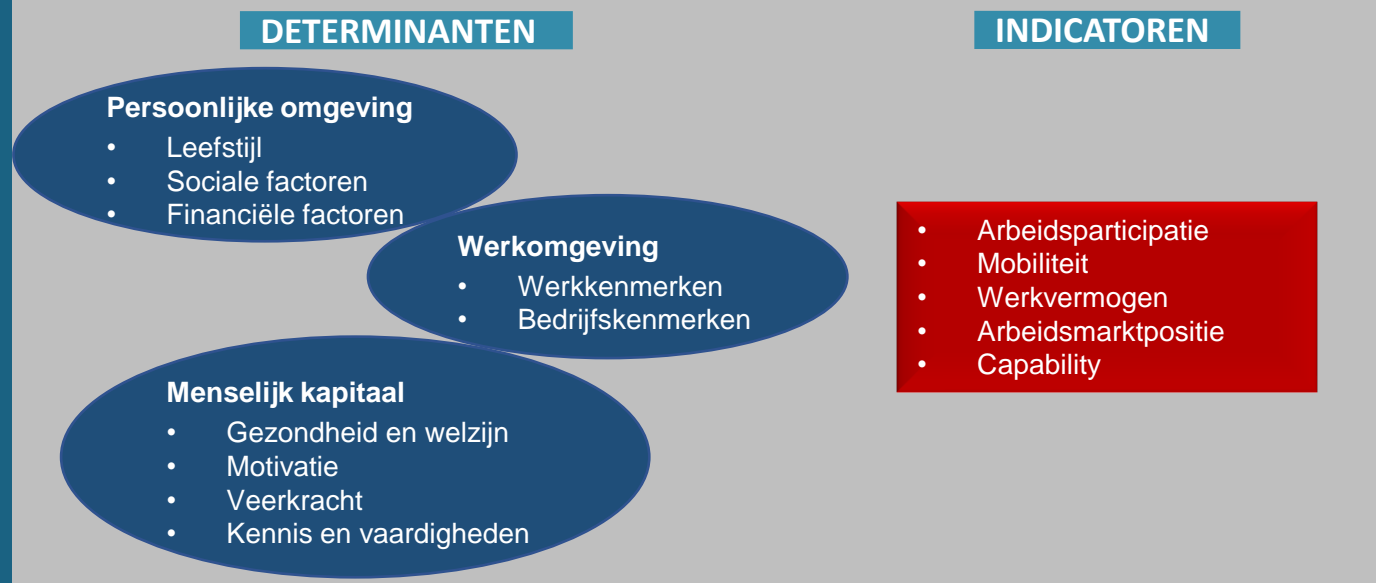 DETERMINANTEN
INDICATOREN
Persoonlijke omgeving
• Leefstijl
• Sociale factoren
• Financiële factoren
Werkomgeving
• Werkkenmerken
• Bedrijfskenmerken
Menselijk kapitaal
• Gezondheid en welzijn
• Motivatie
• Veerkracht
• Kennis en vaardigheden
• Arbeidsparticipatie
• Mobiliteit
• Werkvermogen
• Arbeidsmarktpositie
• Capability